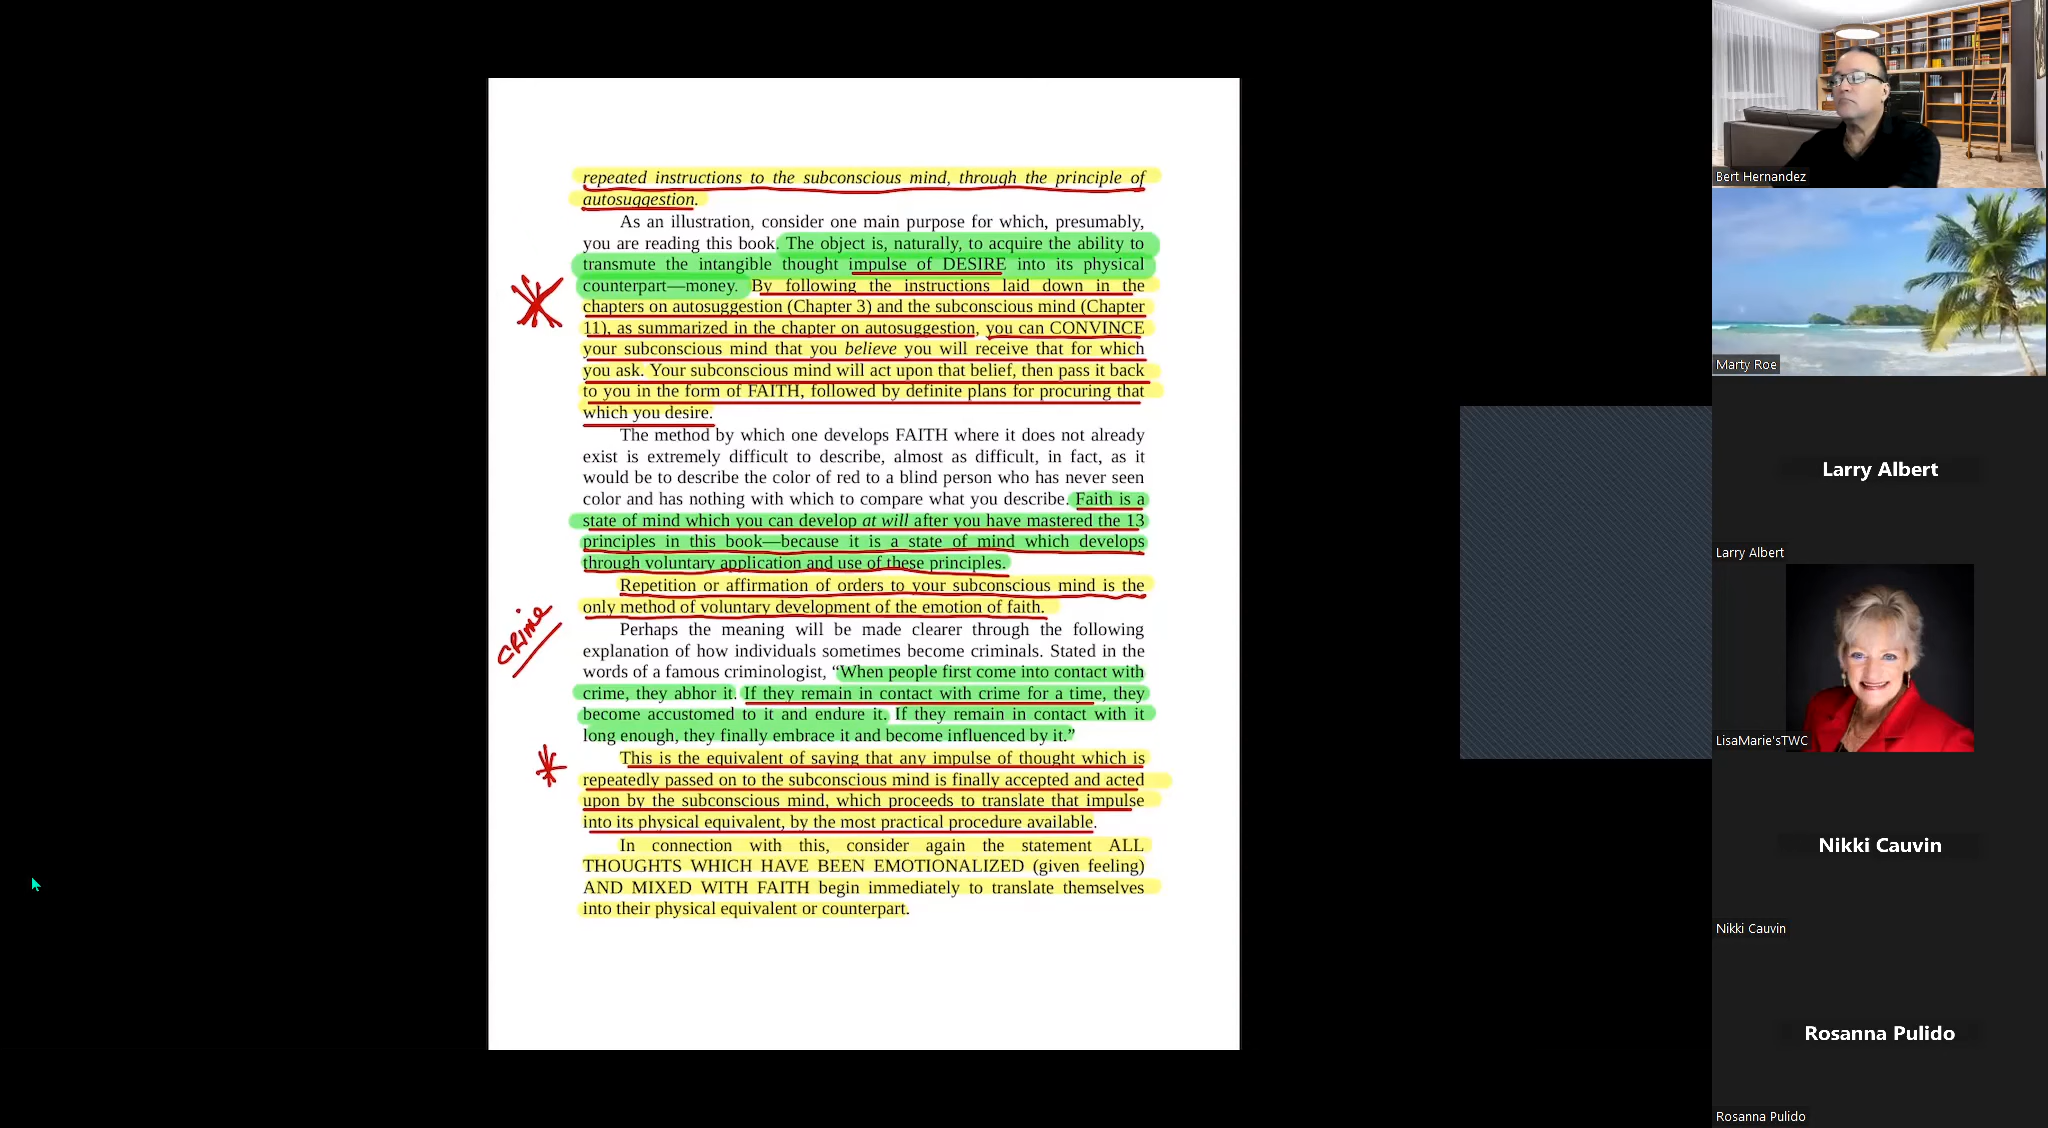 repeated instructions to the subconscious mind, through the principle of
autosuggestion.
As an illustration, consider one main purpose for which, presumably,
you are reading this book. The object is, naturally, to acquire the ability to
transmute the intangible thought impulse of DESIRE into its physical
counterpart—money. By following the instructions laid down in the
chapters on autosuggestion (Chapter 3) and the subconscious mind (Chapter
11), as summarized in the chapter on autosuggestion, you can CONVINCE
your subconscious mind that you believe you will receive that for which
you ask. Your subconscious mind will act upon that belief, then pass it back
to you in the form of FAITH, followed by definite plans for procuring that
which you desire.
The method by which one develops FAITH where it does not already
exist is extremely difficult to describe, almost as difficult, in fact, as it
would be to describe the color of red to a blind person who has never seen
color and has nothing with which to compare what you describe. Faith is a
state of mind which you can develop at will after you have mastered the 13
principles in this book—because it is a state of mind which develops
through voluntary application and use of these principles.
Repetition or affirmation of orders to your subconscious mind is the
only method of voluntary development of the emotion of faith.
CRIME
Perhaps the meaning will be made clearer through the following
explanation of how individuals sometimes become criminals. Stated in the
words of a famous criminologist, “When people first come into contact with
crime, they abhor it. If they remain in contact with crime for a time, they
become accustomed to it and endure it. If they remain in contact with it
long enough, they finally embrace it and become influenced by it.”
This is the equivalent of saying that any impulse of thought which is
repeatedly passed on to the subconscious mind is finally accepted and acted
upon by the subconscious mind, which proceeds to translate that impulse
into its physical equivalent, by the most practical procedure available.
In connection with this, consider again the statement ALL
THOUGHTS WHICH HAVE BEEN EMOTIONALIZED (given feeling)
AND MIXED WITH FAITH begin immediately to translate themselves
into their physical equivalent or counterpart.
Bert Hernandez
Marty Roe
Larry Albert
Larry Albert
LisaMarie'sTWC
Nikki Cauvin
Nikki Cauvin
Rosanna Pulido
Rosanna Pulido